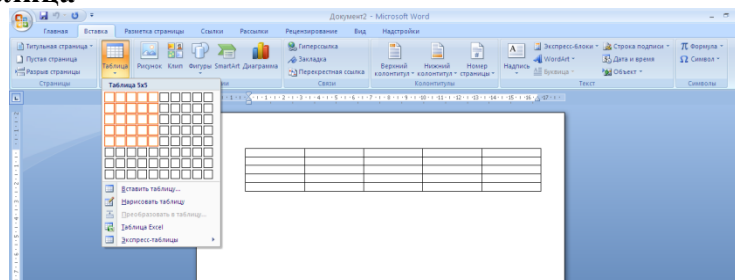 Документ2 - Microsoft Word
Главная Вставка Разметка страницы Ссылки Рассылки Рецензирование Вид Надстройки
Титульная страница
Пустая страница
Разрыв страницы
Страницы
Таблица
Рисунок Клип Фигуры SmartArt Диаграмма
Гиперссылка
Закладка
Перекрестная ссылка
Связи
Верхний колонтитул
Нижний колонтитул
Номер страницы
Колонтитулы
Надпись
Экспресс-блоки
WordArt
Буквица
Строка подписи
Дата и время
Объект
Текст
Формула
Символ
Символы
Таблица 5x5
Вставить таблицу...
Нарисовать таблицу
Преобразовать в таблицу...
Таблица Excel
Экспресс-таблицы